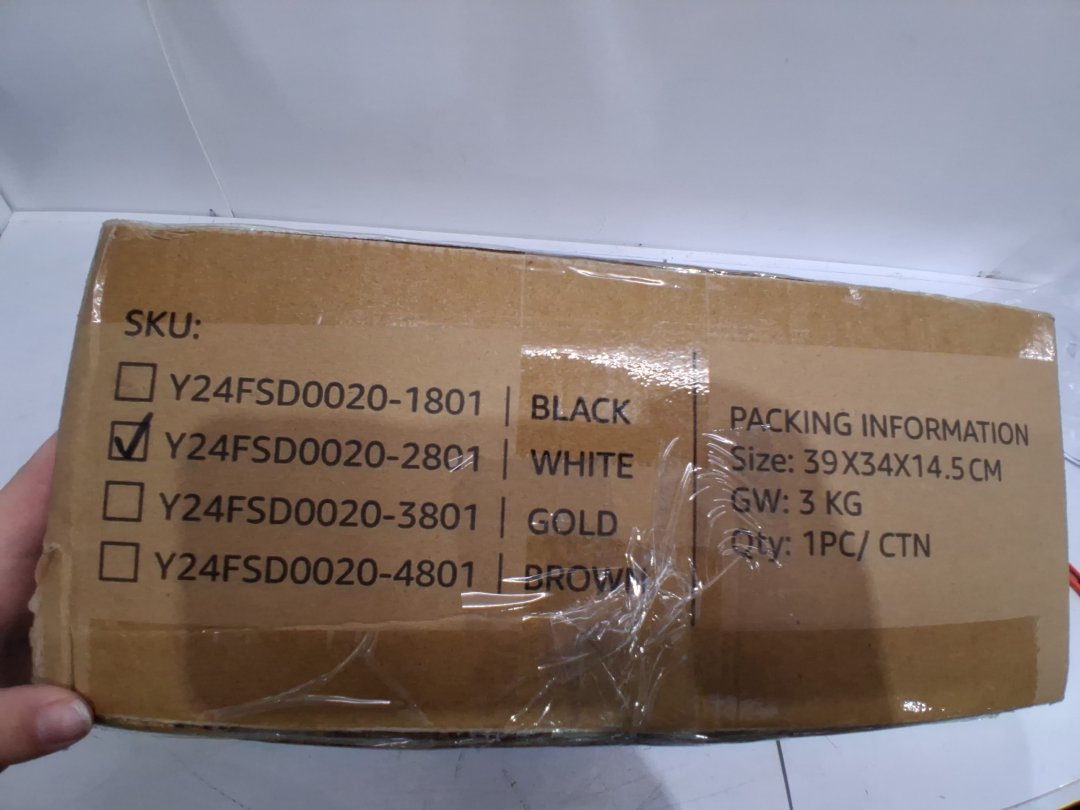 SKU:
☐ Y24FSD0020-1801 | BLACK
☑ Y24FSD0020-2801 | WHITE
☐ Y24FSD0020-3801 | GOLD
☐ Y24FSD0020-4801 | BROWN
PACKING INFORMATION
Size: 39X34X14.5CM
GW: 3 KG
Qty: 1PC/ CTN